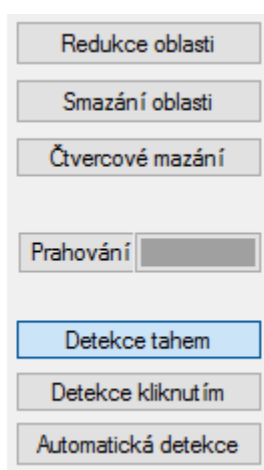 Redukce oblasti
Smazání oblasti
Čtvercové mazání
Prahování
Detekce tahem
Detekce kliknutím
Automatická detekce